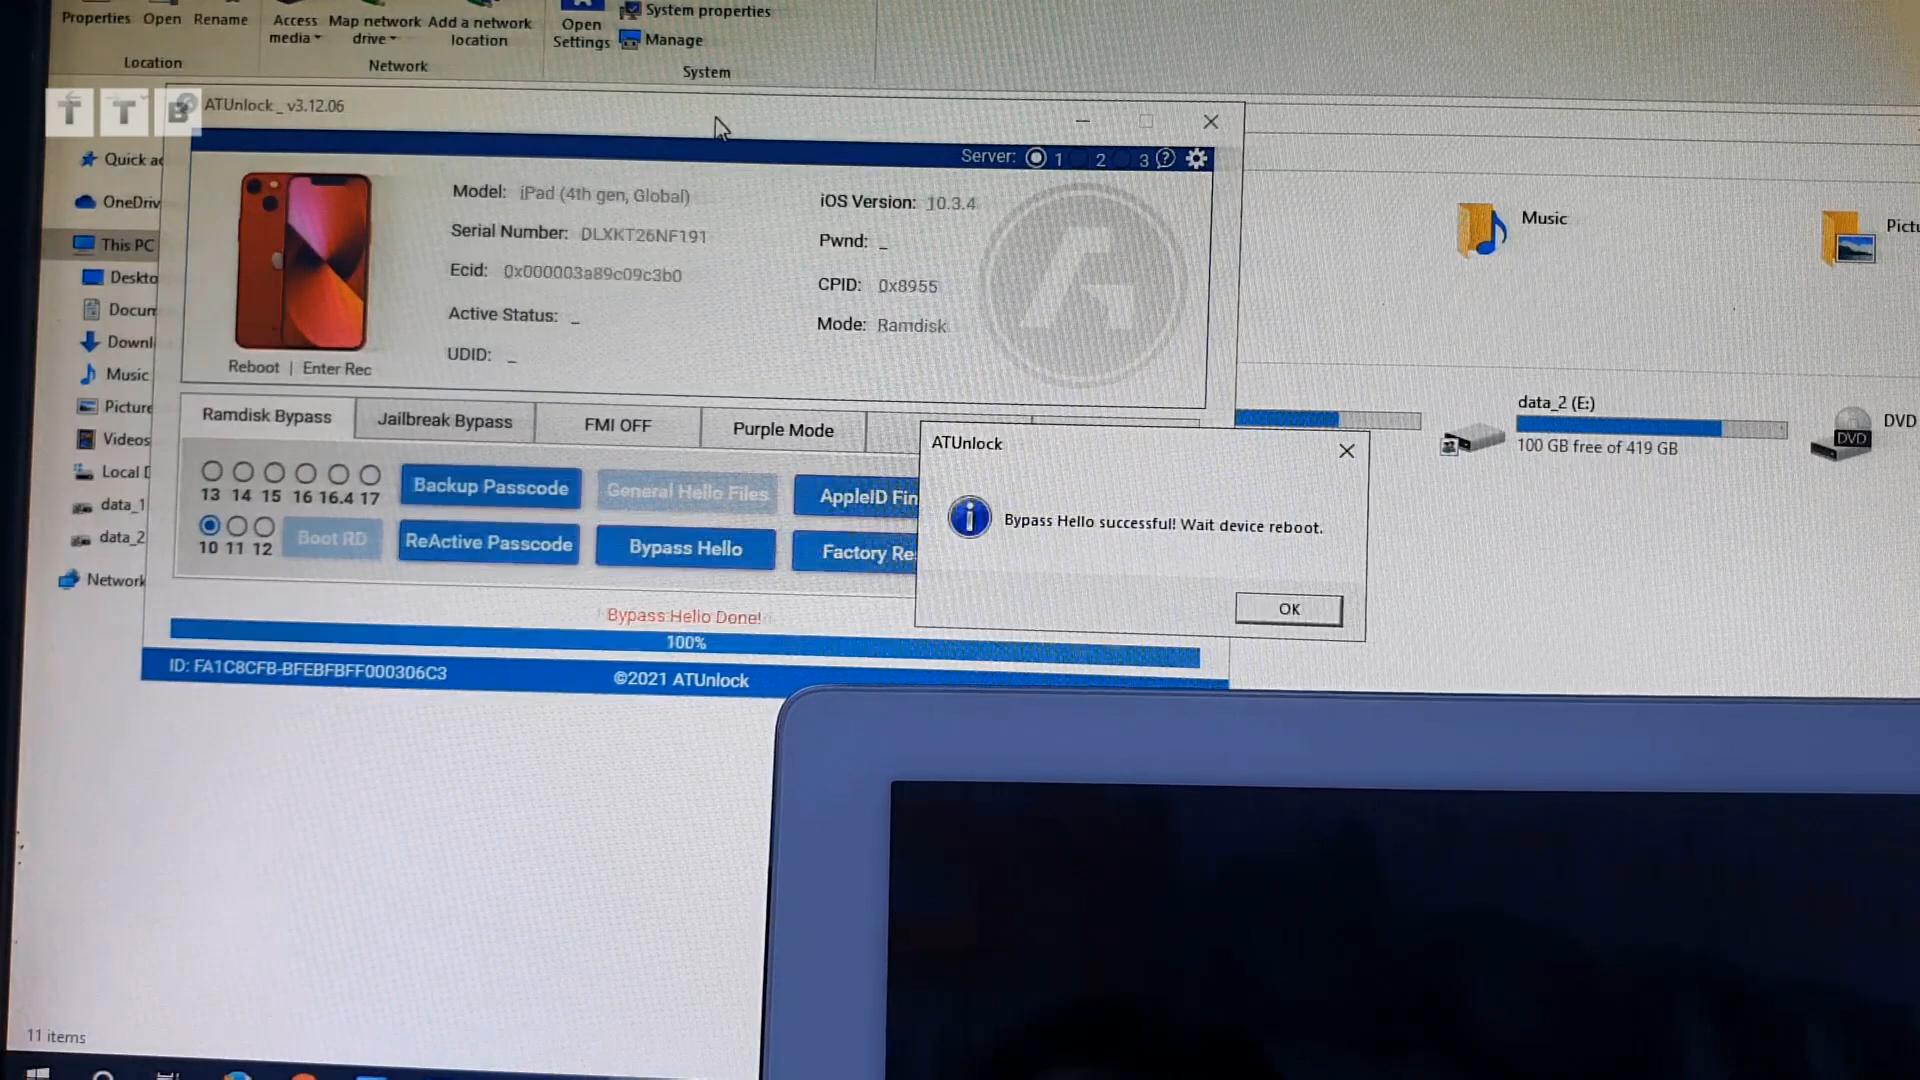 Properties Open Rename Access media Map network drive Add a network location Open Settings System properties
Manage
Location Network System
T T B
ATUnlock_ v3.12.06
Server: 1 2 3
Model: iPad (4th gen, Global)
iOS Version: 10.3.4
Serial Number: DLXKT26NF191
Pwnd: _
Ecid: 0x000003a89c09c3b0
CPID: 0x8955
Active Status: _
Mode: Ramdisk
UDID: _
Reboot | Enter Rec
Ramdisk Bypass Jailbreak Bypass FMI OFF Purple Mode
13 14 15 16 16.4 17
Backup Passcode General Hello Files AppleID Fin
10 11 12
Boot RD ReActive Passcode Bypass Hello Factory Re
Bypass Hello Done!
100%
ID: FA1C8CFB-BFEBFBFF000306C3
©2021 ATUnlock
ATUnlock
Bypass Hello successful! Wait device reboot.
OK
Quick ac
OneDriv
This PC
Deskto
Docum
Downl
Music
Picture
Videos
Local D
data_1
data_2
Network
Music
Pictu
data_2 (E:)
100 GB free of 419 GB
DVD
DVD
11 items